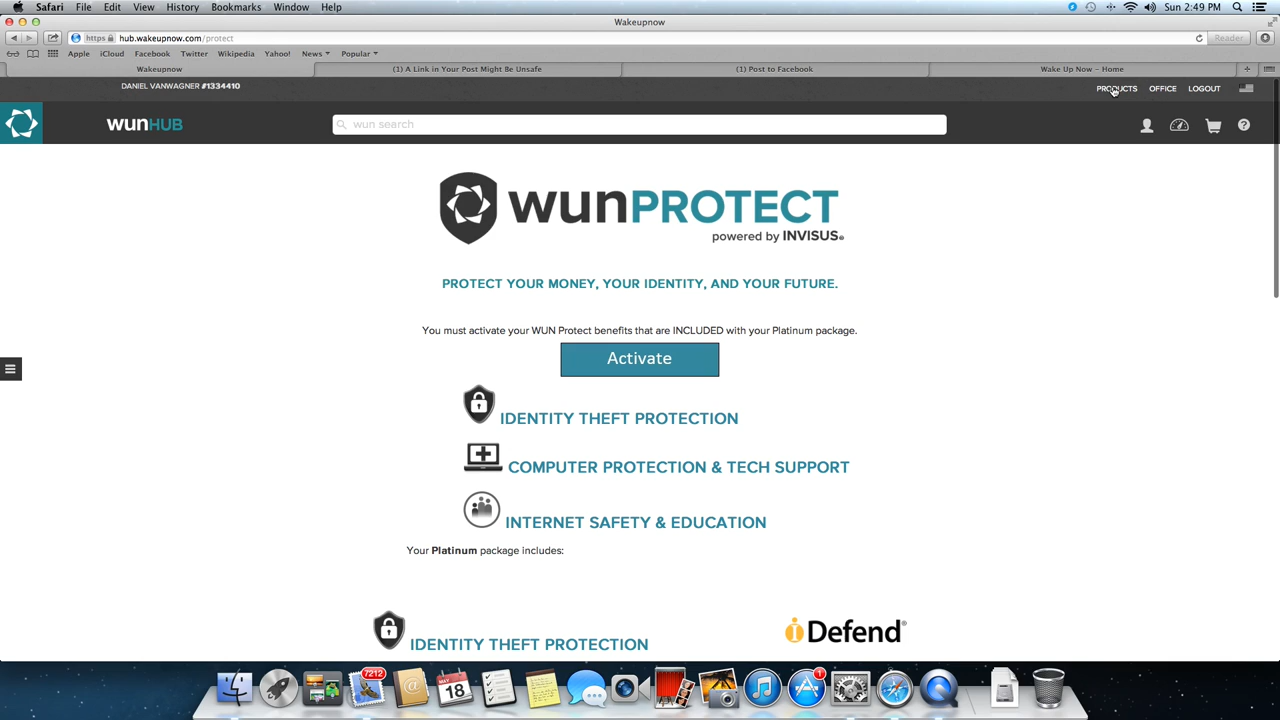 Safari File Edit View History Bookmarks Window Help Sun 2:49 PM
Wakeupnow
https hub.wakeupnow.com/protect Reader
Apple iCloud Facebook Twitter Wikipedia Yahoo! News Popular
Wakeupnow (1) A Link in Your Post Might Be Unsafe (1) Post to Facebook Wake Up Now – Home
DANIEL VANWAGNER #1334410 PRODUCTS OFFICE LOGOUT
wunHUB wun search
wunPROTECT
powered by INVISUS®
PROTECT YOUR MONEY, YOUR IDENTITY, AND YOUR FUTURE.
You must activate your WUN Protect benefits that are INCLUDED with your Platinum package.
Activate
IDENTITY THEFT PROTECTION
COMPUTER PROTECTION & TECH SUPPORT
INTERNET SAFETY & EDUCATION
Your Platinum package includes:
IDENTITY THEFT PROTECTION iDefend®
7212 MAY 18 1